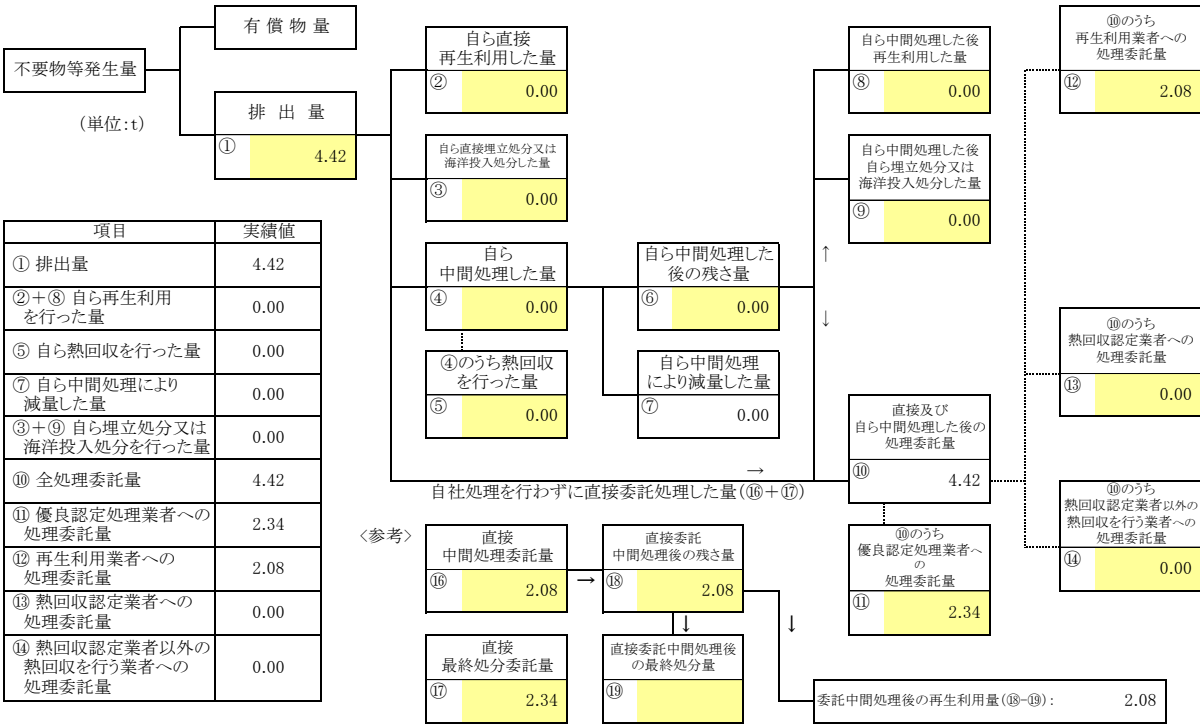 不要物等発生量
(単位:t)
有償物量
排出量
① 4.42
自ら直接
再生利用した量
② 0.00
自ら直接埋立処分又は
海洋投入処分した量
③ 0.00
自ら
中間処理した量
④ 0.00
④のうち熱回収
を行った量
⑤ 0.00
自ら中間処理した
後の残さ量
⑥ 0.00
自ら中間処理
により減量した量
⑦ 0.00
自ら中間処理した後
再生利用した量
⑧ 0.00
自ら中間処理した後
自ら埋立処分又は
海洋投入処分した量
⑨ 0.00
↑
↓
直接及び
自ら中間処理した後の
処理委託量
⑩ 4.42
⑩のうち
優良認定処理業者へ
の
処理委託量
⑪ 2.34
⑩のうち
再生利用業者への
処理委託量
⑫ 2.08
⑩のうち
熱回収認定業者への
処理委託量
⑬ 0.00
⑩のうち
熱回収認定業者以外の
熱回収を行う業者への
処理委託量
⑭ 0.00
→
自社処理を行わずに直接委託処理した量(⑯+⑰)
〈参考〉
直接
中間処理委託量
⑯ 2.08
→
直接委託
中間処理後の残さ量
⑱ 2.08
↓
↓
直接
最終処分委託量
⑰ 2.34
直接委託中間処理後
の最終処分量
⑲
委託中間処理後の再生利用量(⑱-⑲): 2.08
項目 実績値
① 排出量 4.42
②+⑧ 自ら再生利用
を行った量 0.00
⑤ 自ら熱回収を行った量 0.00
⑦ 自ら中間処理により
減量した量 0.00
③+⑨ 自ら埋立処分又は
海洋投入処分を行った量 0.00
⑩ 全処理委託量 4.42
⑪ 優良認定処理業者への
処理委託量 2.34
⑫ 再生利用業者への
処理委託量 2.08
⑬ 熱回収認定業者への
処理委託量 0.00
⑭ 熱回収認定業者以外の
熱回収を行う業者への
処理委託量 0.00